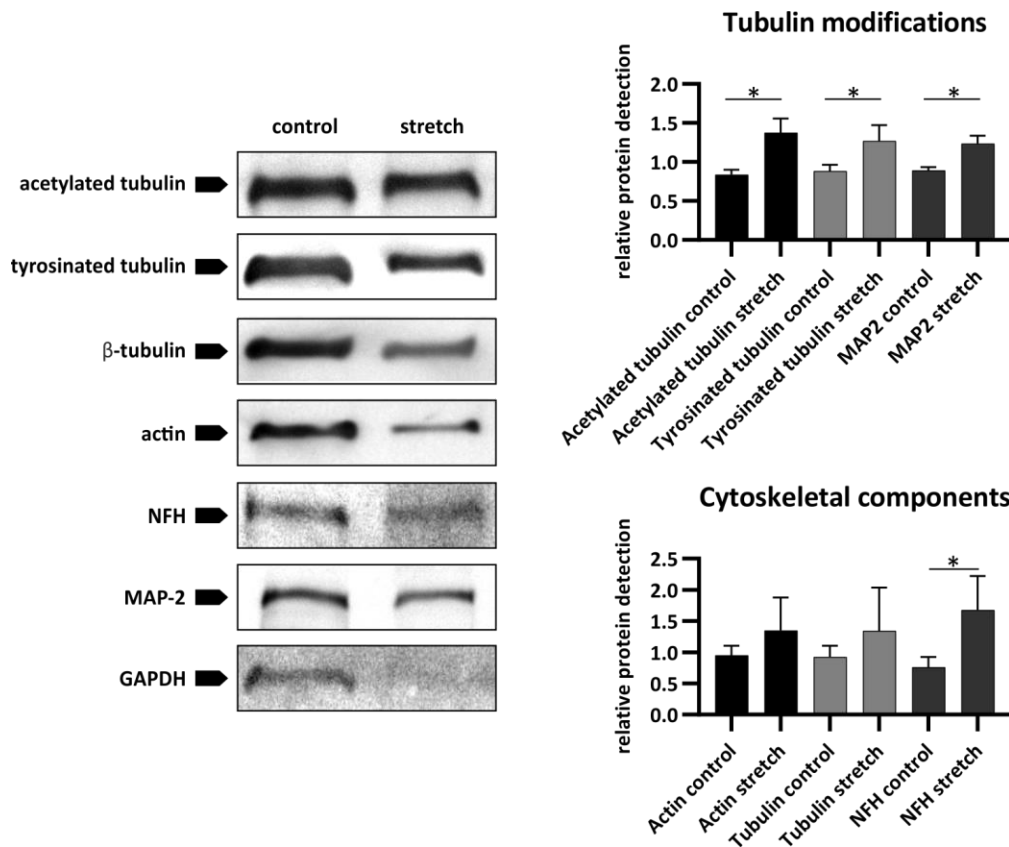 control stretch
acetylated tubulin
tyrosinated tubulin
β-tubulin
actin
NFH
MAP-2
GAPDH
Tubulin modifications
relative protein detection
2.0
1.5
1.0
0.5
0.0
*
*
*
Acetylated tubulin control
Acetylated tubulin stretch
Tyrosinated tubulin control
Tyrosinated tubulin stretch
MAP2 control
MAP2 stretch
Cytoskeletal components
relative protein detection
2.5
2.0
1.5
1.0
0.5
0.0
*
Actin control
Actin stretch
Tubulin control
Tubulin stretch
NFH control
NFH stretch